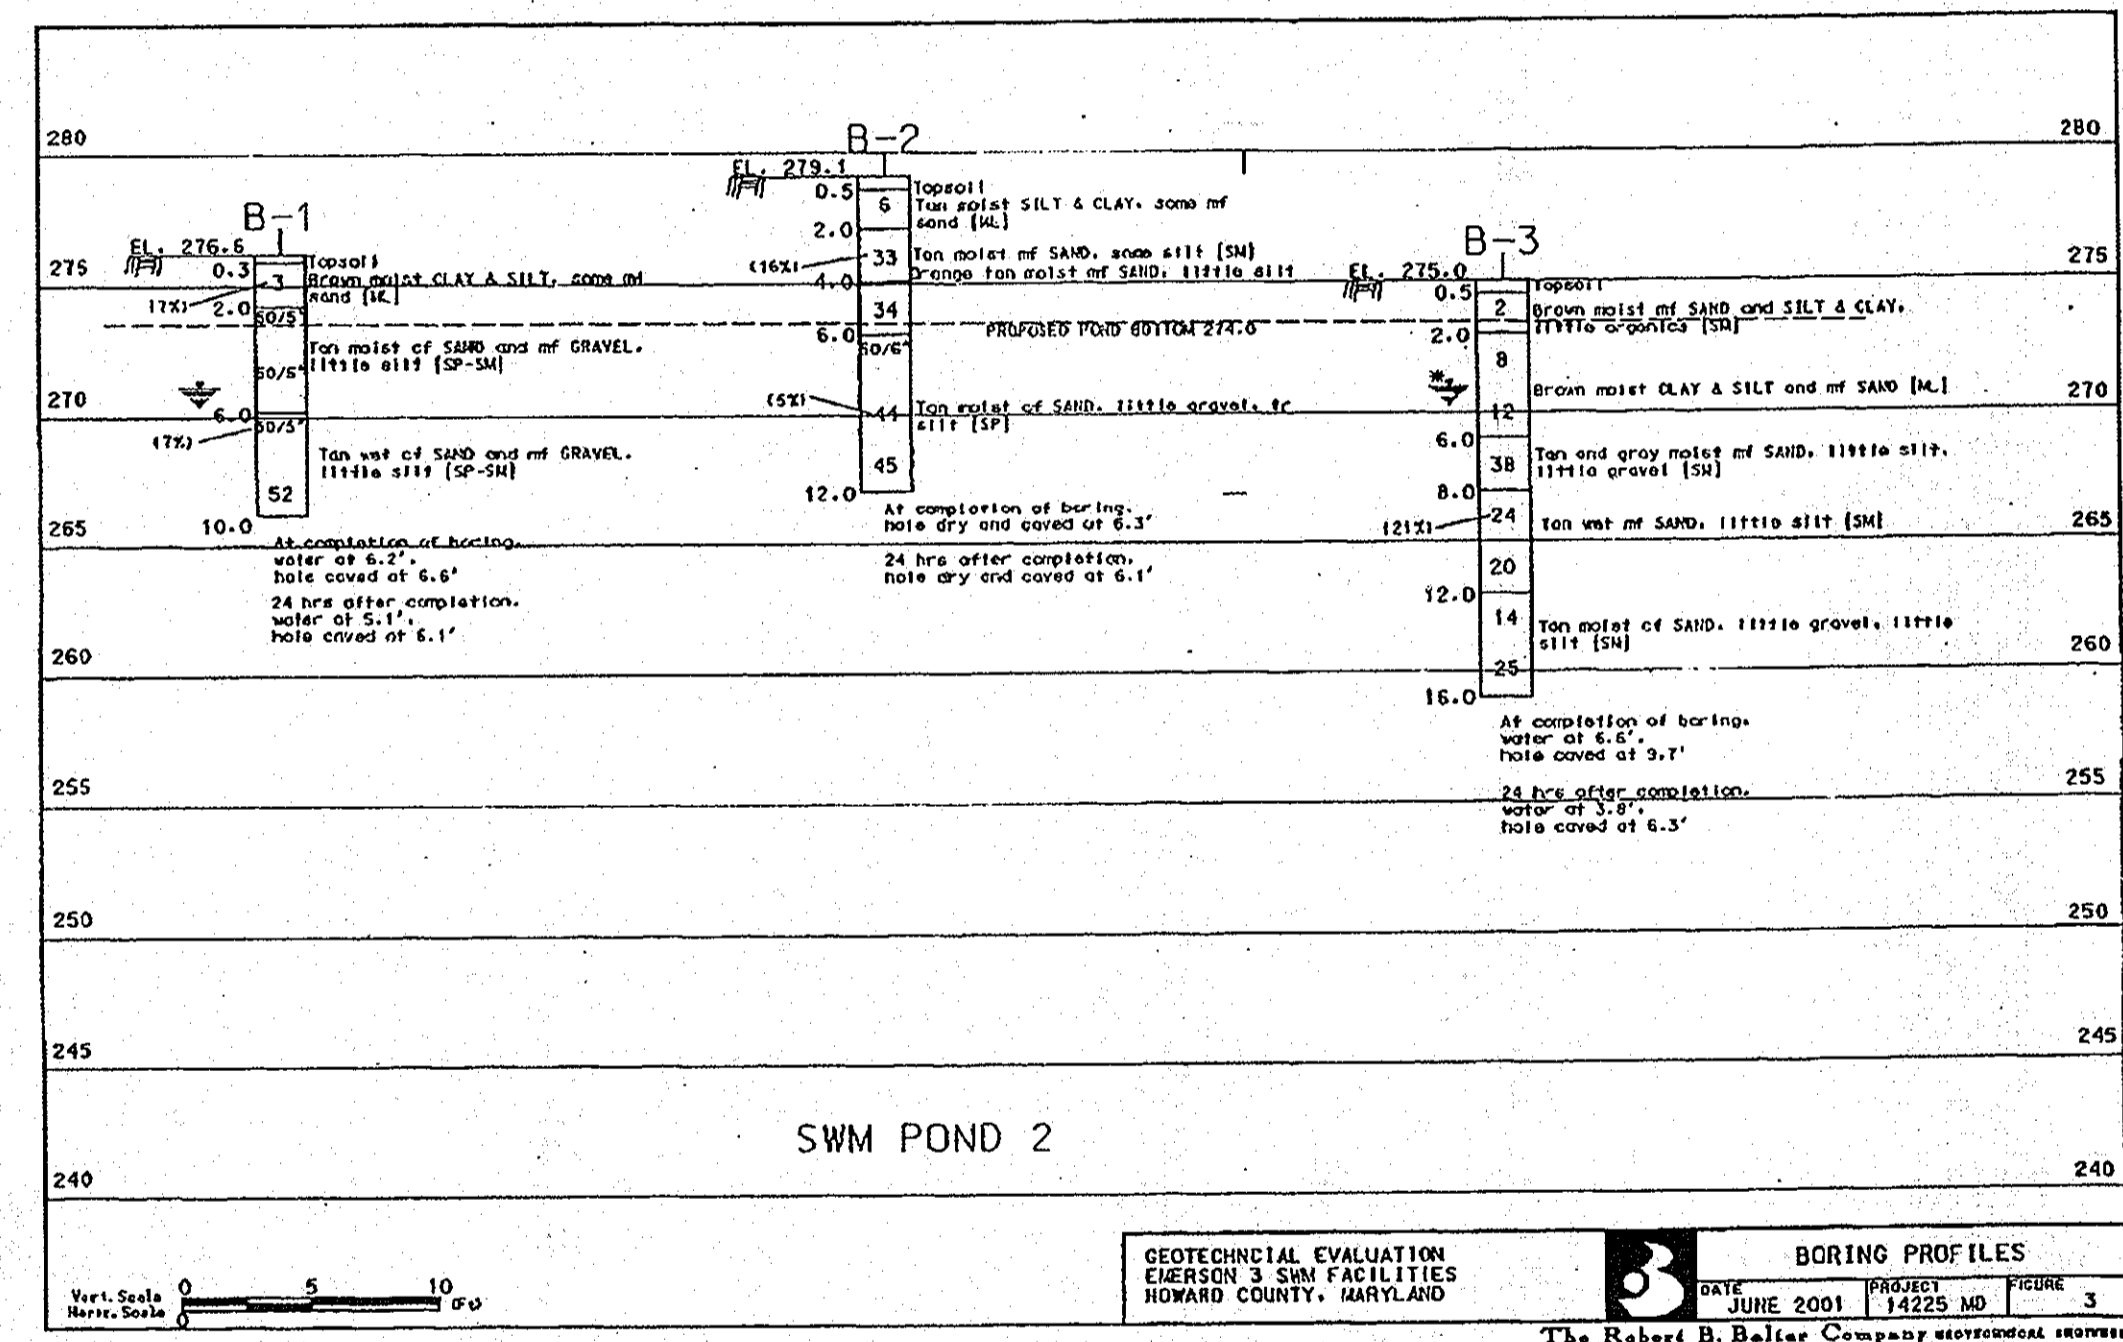 280
280
B-2
EL. 279.1
0.5
Topsoil
6
Tan moist SILT & CLAY, some mf
sand [ML]
2.0
B-1
B-3
EL. 276.6
Topsoil
0.3
3
Brown moist CLAY & SILT, some mf
sand
275
275
(16%)
33
Tan moist mf SAND, some silt [SM]
Orange tan moist mf SAND, little silt
4.0
34
EL. 275.0
Topsoil
0.5
2
Brown moist mf SAND and SILT & CLAY,
little organics [SM]
2.0
2.0
50/5"
PROPOSED POND BOTTOM 274.0
6.0
50/6"
8
Tan moist cf SAND and mf GRAVEL,
little silt [SP-SM]
50/5"
Brown moist CLAY & SILT and mf SAND [ML]
270
270
(5%)
44
Tan moist cf SAND, little gravel, tr
silt [SP]
12
6.0
6.0
(7%)
Tan wet cf SAND and mf GRAVEL,
little silt [SP-SM]
52
45
12.0
38
Tan and gray moist mf SAND, little silt,
little gravel [SM]
8.0
265
265
10.0
24
(21%)
Tan wet mf SAND, little silt [SM]
At completion of boring,
water at 6.2',
hole caved at 6.6'
24 hrs after completion,
water at 5.1',
hole caved at 6.1'
At completion of boring,
hole dry and caved at 6.3'
24 hrs after completion,
hole dry and caved at 6.1'
20
12.0
14
Tan moist cf SAND, little gravel, little
silt [SM]
260
260
25
16.0
At completion of boring,
water at 6.6',
hole caved at 9.7'
24 hrs after completion,
water at 3.8',
hole caved at 6.3'
255
255
250
250
245
245
SWM POND 2
240
240
Vert. Scale 0 5 10
Horiz. Scale 0
GEOTECHNCIAL EVALUATION
EMERSON 3 SWM FACILITIES
HOWARD COUNTY, MARYLAND
BORING PROFILES
DATE
JUNE 2001
PROJECT
14225 MD
FIGURE
3
The Robert B. Balter Company